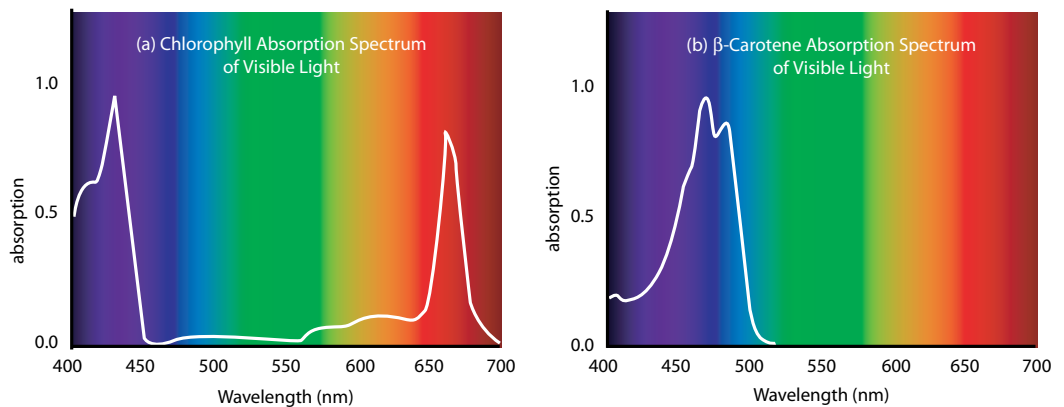 (a) Chlorophyll Absorption Spectrum
of Visible Light
1.0
0.5
0.0
absorption
400 450 500 550 600 650 700
Wavelength (nm)
(b) β-Carotene Absorption Spectrum
of Visible Light
1.0
0.5
0.0
absorption
400 450 500 550 600 650 700
Wavelength (nm)